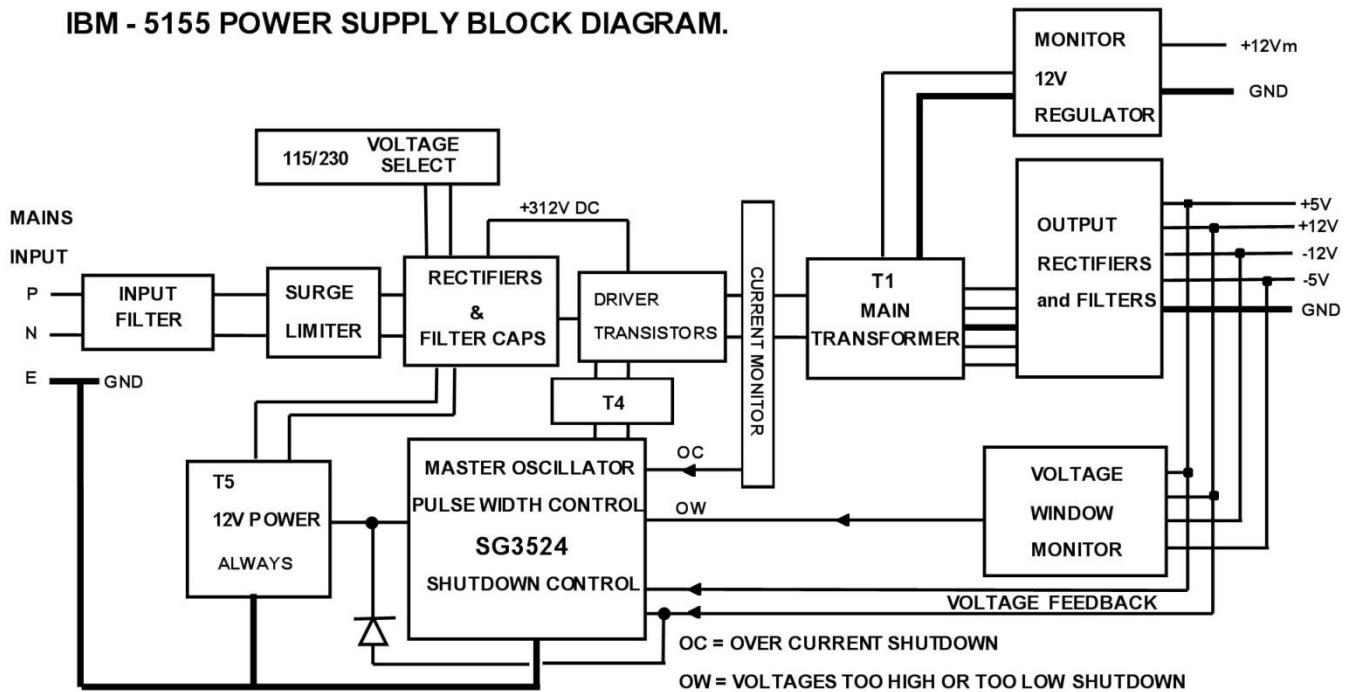 IBM - 5155 POWER SUPPLY BLOCK DIAGRAM.
MONITOR
12V
REGULATOR
+12Vm
GND
115/230 VOLTAGE
SELECT
+312V DC
MAINS
INPUT
P
N
E
GND
INPUT
FILTER
SURGE
LIMITER
RECTIFIERS
&
FILTER CAPS
DRIVER
TRANSISTORS
CURRENT MONITOR
T1
MAIN
TRANSFORMER
OUTPUT
RECTIFIERS
and FILTERS
+5V
+12V
-12V
-5V
GND
T4
T5
12V POWER
ALWAYS
MASTER OSCILLATOR
PULSE WIDTH CONTROL
SG3524
SHUTDOWN CONTROL
OC
OW
VOLTAGE
WINDOW
MONITOR
VOLTAGE FEEDBACK
OC = OVER CURRENT SHUTDOWN
OW = VOLTAGES TOO HIGH OR TOO LOW SHUTDOWN